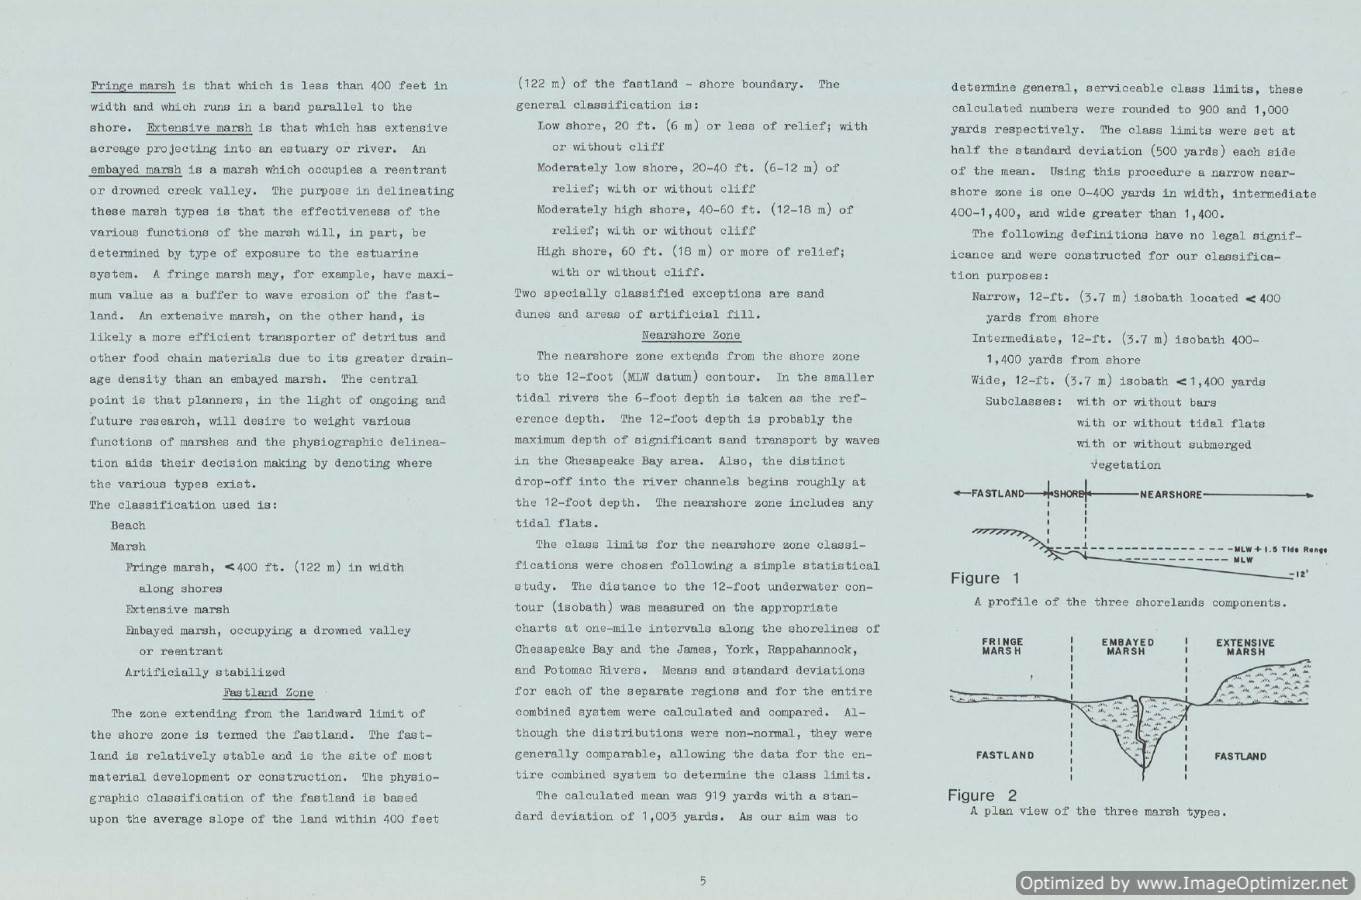 Fringe marsh is that which is less than 400 feet in
width and which runs in a band parallel to the
shore. Extensive marsh is that which has extensive
acreage projecting into an estuary or river. An
embayed marsh is a marsh which occupies a reentrant
or drowned creek valley. The purpose in delineating
these marsh types is that the effectiveness of the
various functions of the marsh will, in part, be
determined by type of exposure to the estuarine
system. A fringe marsh may, for example, have maxi-
mum value as a buffer to wave erosion of the fast-
land. An extensive marsh, on the other hand, is
likely a more efficient transporter of detritus and
other food chain materials due to its greater drain-
age density than an embayed marsh. The central
point is that planners, in the light of ongoing and
future research, will desire to weight various
functions of marshes and the physiographic delinea-
tion aids their decision making by denoting where
the various types exist.
The classification used is:
Beach
Marsh
Fringe marsh, < 400 ft. (122 m) in width
along shores
Extensive marsh
Embayed marsh, occupying a drowned valley
or reentrant
Artificially stabilized
Fastland Zone
The zone extending from the landward limit of
the shore zone is termed the fastland. The fast-
land is relatively stable and is the site of most
material development or construction. The physio-
graphic classification of the fastland is based
upon the average slope of the land within 400 feet
(122 m) of the fastland - shore boundary. The
general classification is:
Low shore, 20 ft. (6 m) or less of relief; with
or without cliff
Moderately low shore, 20-40 ft. (6-12 m) of
relief; with or without cliff
Moderately high shore, 40-60 ft. (12-18 m) of
relief; with or without cliff
High shore, 60 ft. (18 m) or more of relief;
with or without cliff.
Two specially classified exceptions are sand
dunes and areas of artificial fill.
Nearshore Zone
The nearshore zone extends from the shore zone
to the 12-foot (MLW datum) contour. In the smaller
tidal rivers the 6-foot depth is taken as the ref-
erence depth. The 12-foot depth is probably the
maximum depth of significant sand transport by waves
in the Chesapeake Bay area. Also, the distinct
drop-off into the river channels begins roughly at
the 12-foot depth. The nearshore zone includes any
tidal flats.
The class limits for the nearshore zone classi-
fications were chosen following a simple statistical
study. The distance to the 12-foot underwater con-
tour (isobath) was measured on the appropriate
charts at one-mile intervals along the shorelines of
Chesapeake Bay and the James, York, Rappahannock,
and Potomac Rivers. Means and standard deviations
for each of the separate regions and for the entire
combined system were calculated and compared. Al-
though the distributions were non-normal, they were
generally comparable, allowing the data for the en-
tire combined system to determine the class limits.
The calculated mean was 919 yards with a stan-
dard deviation of 1,003 yards. As our aim was to
determine general, serviceable class limits, these
calculated numbers were rounded to 900 and 1,000
yards respectively. The class limits were set at
half the standard deviation (500 yards) each side
of the mean. Using this procedure a narrow near-
shore zone is one 0-400 yards in width, intermediate
400-1,400, and wide greater than 1,400.
The following definitions have no legal signif-
icance and were constructed for our classifica-
tion purposes:
Narrow, 12-ft. (3.7 m) isobath located < 400
yards from shore
Intermediate, 12-ft. (3.7 m) isobath 400-
1,400 yards from shore
Wide, 12-ft. (3.7 m) isobath < 1,400 yards
Subclasses: with or without bars
with or without tidal flats
with or without submerged
vegetation
FASTLAND SHORE NEARSHORE
MLW + 1.5 Tide Range
MLW
-12'
Figure 1
A profile of the three shorelands components.
FRINGE MARSH EMBAYED MARSH EXTENSIVE MARSH
FASTLAND FASTLAND
Figure 2
A plan view of the three marsh types.
5
Optimized by www.ImageOptimizer.net